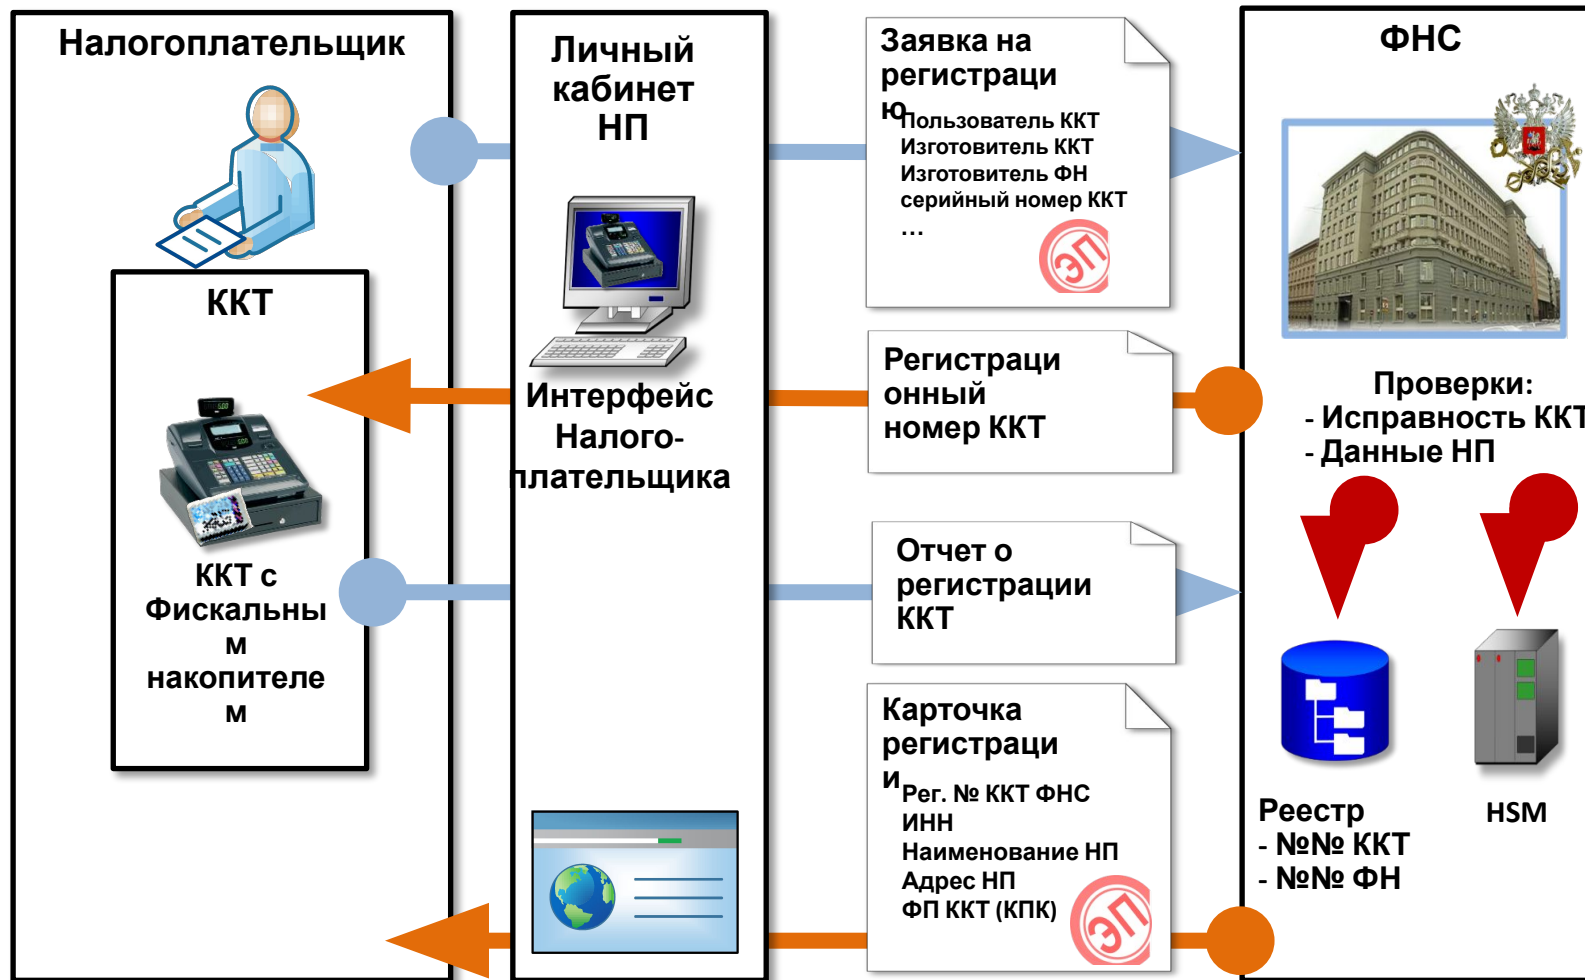 Налогоплательщик
ККТ
ККТ с
Фискальны
м
накопителе
м
Личный
кабинет
НП
Интерфейс
Налого-
плательщика
Заявка на
регистраци
ю
Пользователь ККТ
Изготовитель ККТ
Изготовитель ФН
серийный номер ККТ
...
ЭП
Регистраци
онный
номер ККТ
Отчет о
регистрации
ККТ
Карточка
регистраци
и
Рег. № ККТ ФНС
ИНН
Наименование НП
Адрес НП
ФП ККТ (КПК)
ЭП
ФНС
Проверки:
- Исправность ККТ
- Данные НП
Реестр
- №№ ККТ
- №№ ФН
HSM